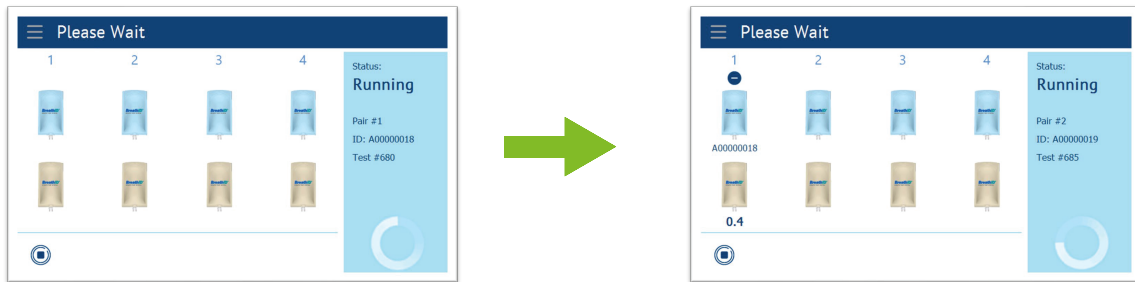 Please Wait
1 2 3 4
Status:
Running
Pair #1
ID: A00000018
Test #680
Please Wait
1 2 3 4
A00000018
0.4
Status:
Running
Pair #2
ID: A00000019
Test #685